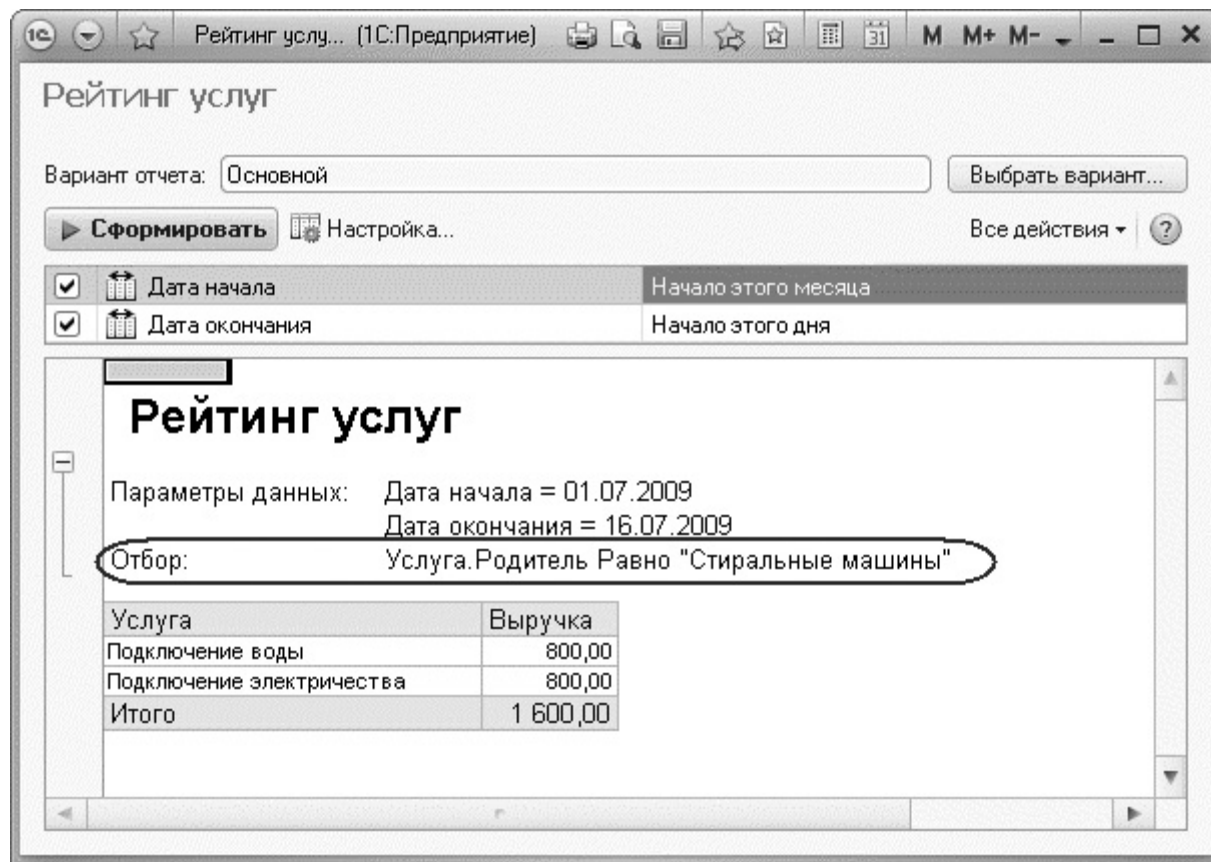 1С Рейтинг услу... (1С:Предприятие) 31 M M+ M-
Рейтинг услуг
Вариант отчета: Основной Выбрать вариант...
Сформировать Настройка... Все действия ?
Дата начала Начало этого месяца
Дата окончания Начало этого дня
Рейтинг услуг
Параметры данных: Дата начала = 01.07.2009
Дата окончания = 16.07.2009
Отбор: Услуга.Родитель Равно "Стиральные машины"
Услуга Выручка
Подключение воды 800,00
Подключение электричества 800,00
Итого 1 600,00